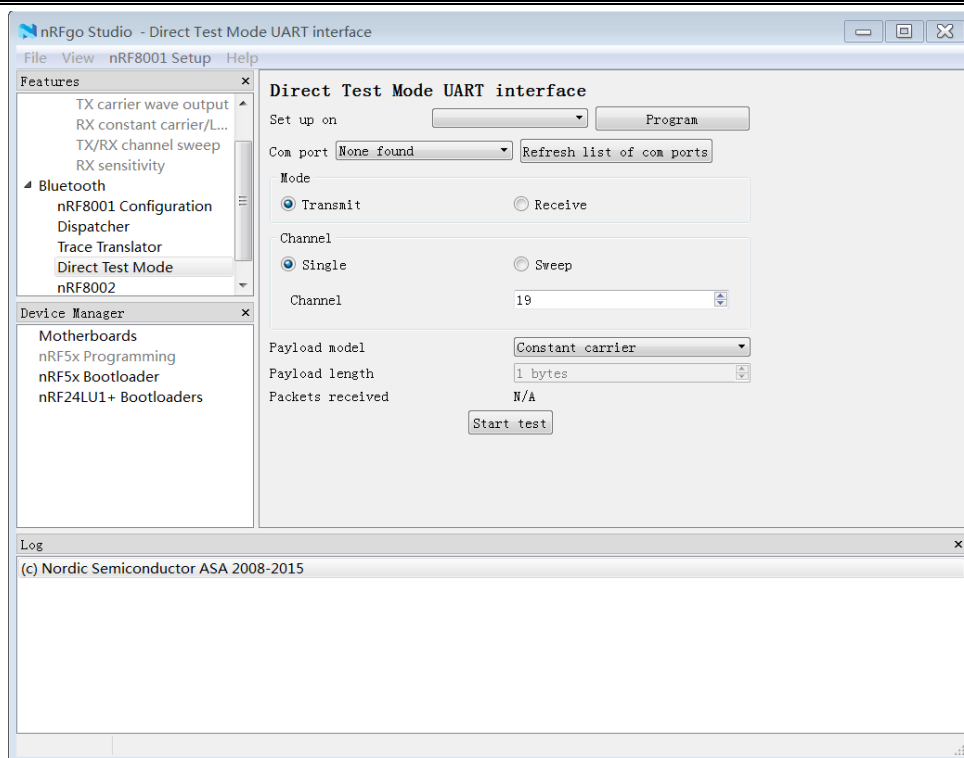 nRFgo Studio - Direct Test Mode UART interface
File View nRF8001 Setup Help
Features
TX carrier wave output
RX constant carrier/L...
TX/RX channel sweep
RX sensitivity
Bluetooth
nRF8001 Configuration
Dispatcher
Trace Translator
Direct Test Mode
nRF8002
Device Manager
Motherboards
nRF5x Programming
nRF5x Bootloader
nRF24LU1+ Bootloaders
Direct Test Mode UART interface
Set up on Program
Com port None found Refresh list of com ports
Mode
Transmit Receive
Channel
Single Sweep
Channel 19
Payload model Constant carrier
Payload length 1 bytes
Packets received N/A
Start test
Log
(c) Nordic Semiconductor ASA 2008-2015